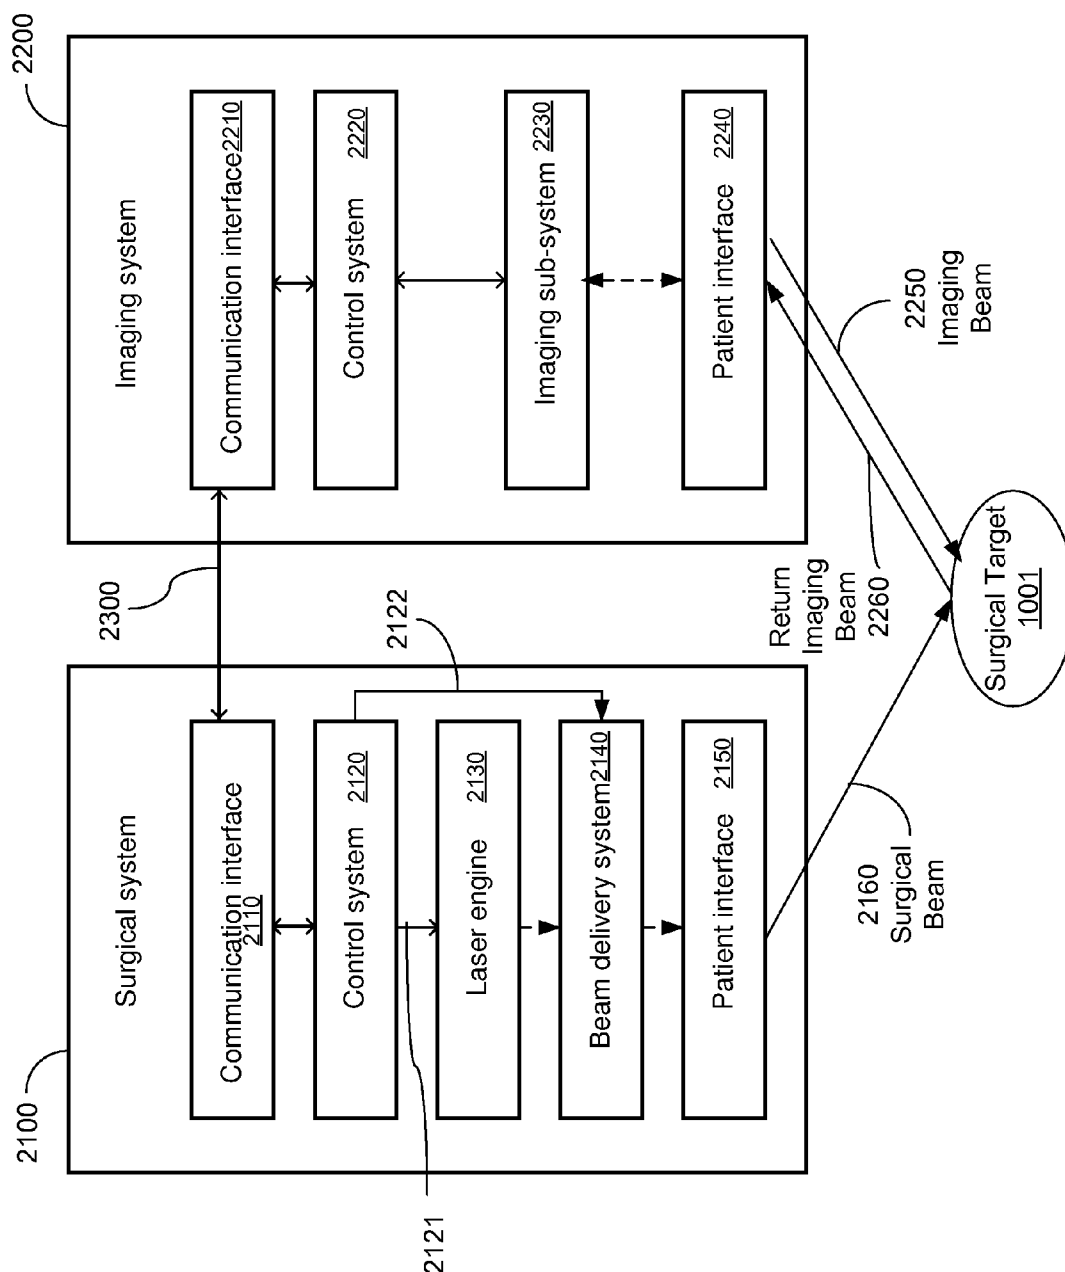 2100
Surgical system
Communication interface
2110
Control system 2120
2121
2122
Laser engine 2130
Beam delivery system 2140
Patient interface 2150
2160
Surgical
Beam
2300
2200
Imaging system
Communication interface 2210
Control system 2220
Imaging sub-system 2230
Patient interface 2240
Return
Imaging
Beam
2260
2250
Imaging
Beam
Surgical Target
1001